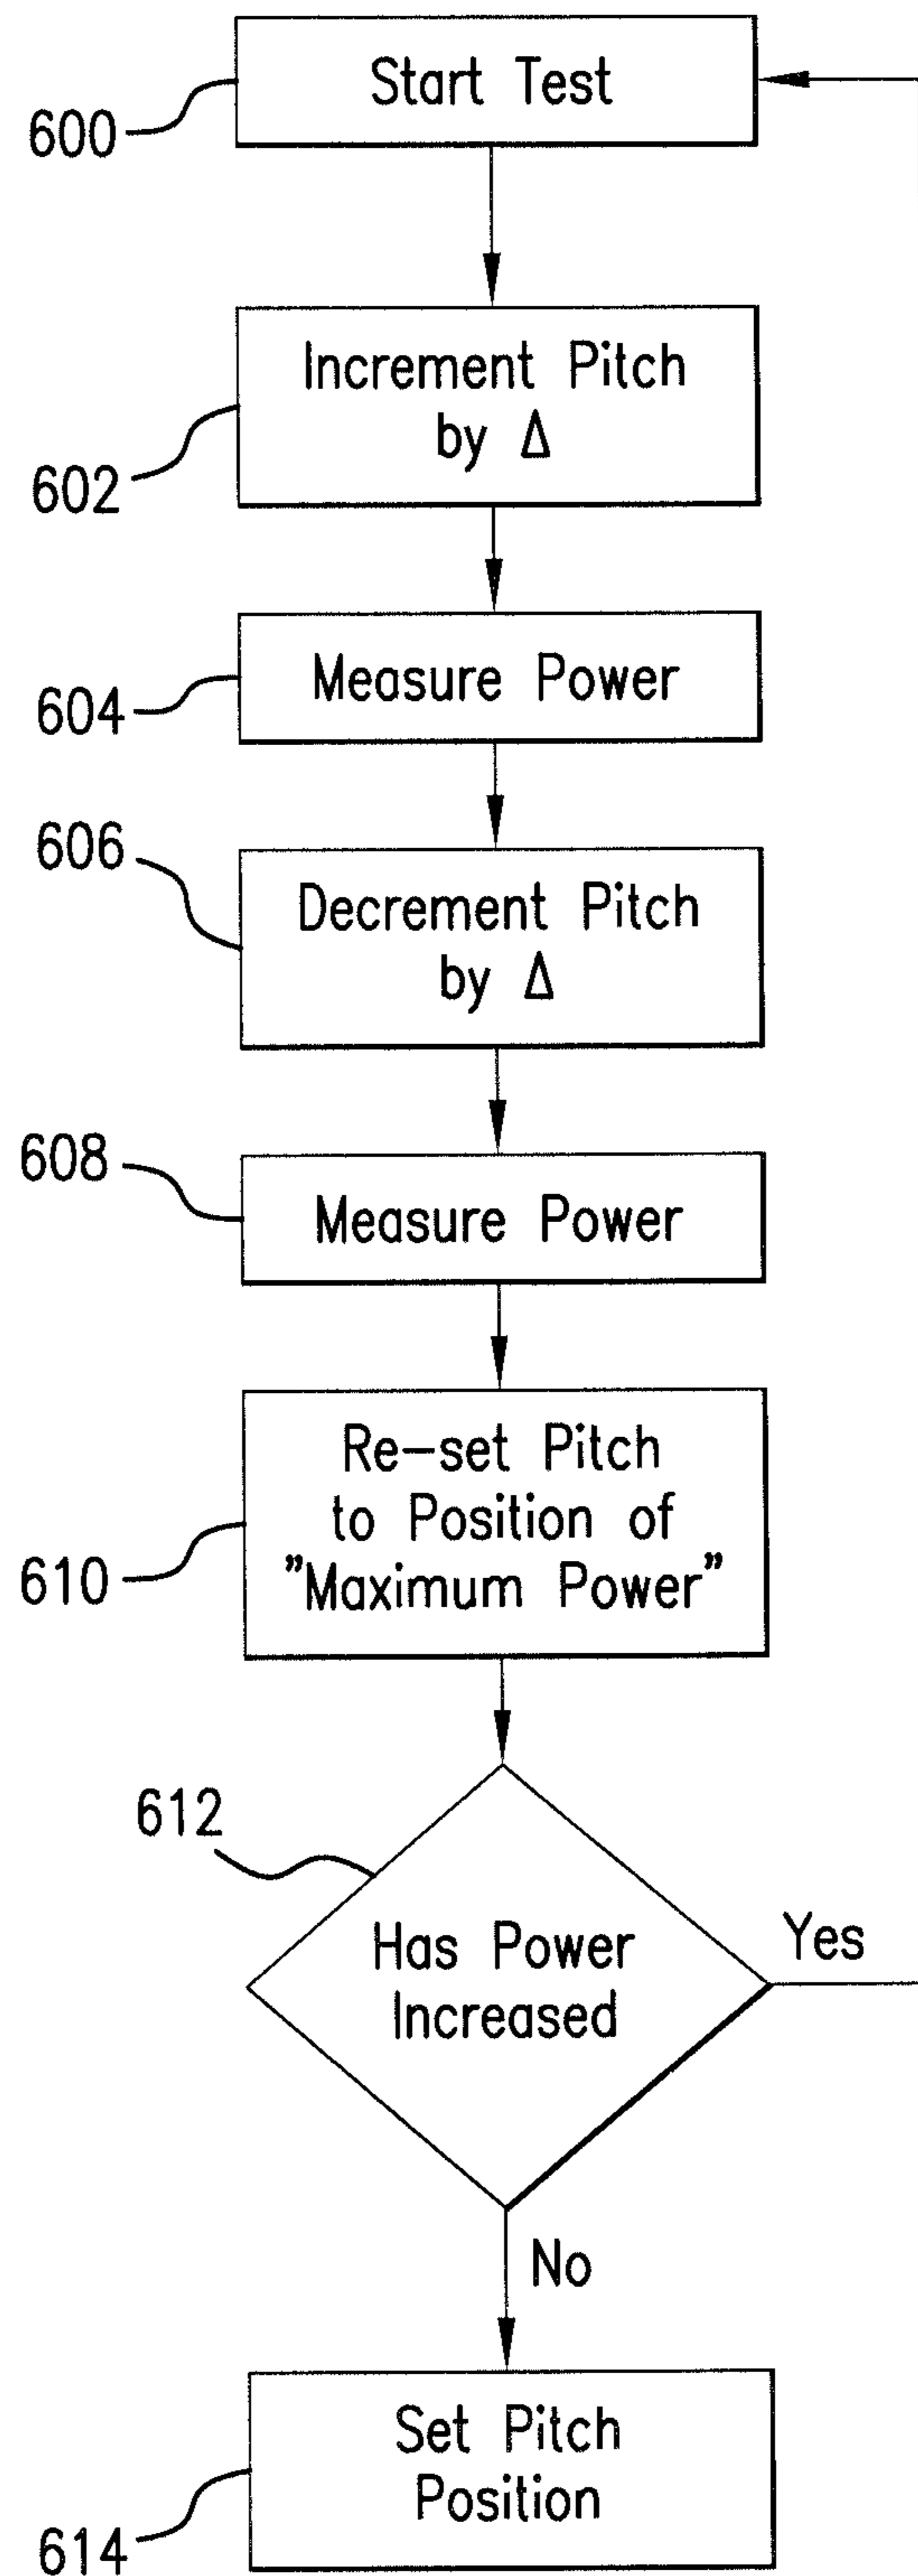 600
Start Test
602
Increment Pitch
by Δ
604
Measure Power
606
Decrement Pitch
by Δ
608
Measure Power
610
Re-set Pitch
to Position of
"Maximum Power"
612
Has Power
Increased
Yes
No
614
Set Pitch
Position